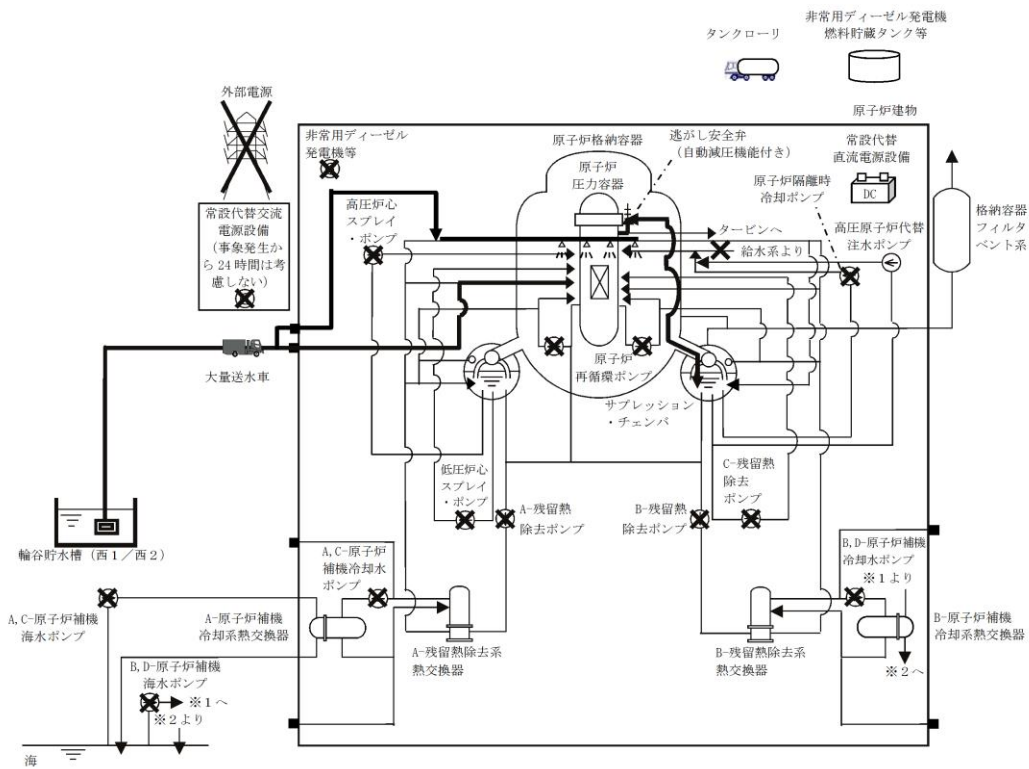 タンクローリ
非常用ディーゼル発電機
燃料貯蔵タンク等
外部電源
原子炉建物
非常用ディーゼル
発電機等
原子炉格納容器
逃がし安全弁
（自動減圧機能付き）
常設代替
直流電源設備
DC
原子炉
圧力容器
原子炉隔離時
冷却ポンプ
格納容器
フィルタ
ベント系
常設代替交流
電源設備
（事象発生か
ら24時間は考
慮しない）
高圧炉心
スプレイ
・ポンプ
タービンへ
給水系より
高圧原子炉代替
注水ポンプ
大量送水車
原子炉
再循環ポンプ
サプレッション
・チェンバ
低圧炉心
スプレイ
・ポンプ
A-残留熱
除去ポンプ
B-残留熱
除去ポンプ
C-残留熱
除去
ポンプ
輪谷貯水槽（西１／西２）
A,C-原子炉
補機冷却水
ポンプ
B,D-原子炉補機
冷却水ポンプ
※１より
A,C-原子炉補機
海水ポンプ
A-原子炉補機
冷却系熱交換器
A-残留熱除去系
熱交換器
B-残留熱除去系
熱交換器
B-原子炉補機
冷却系熱交換器
※２へ
B,D-原子炉補機
海水ポンプ
※１へ
※２より
海